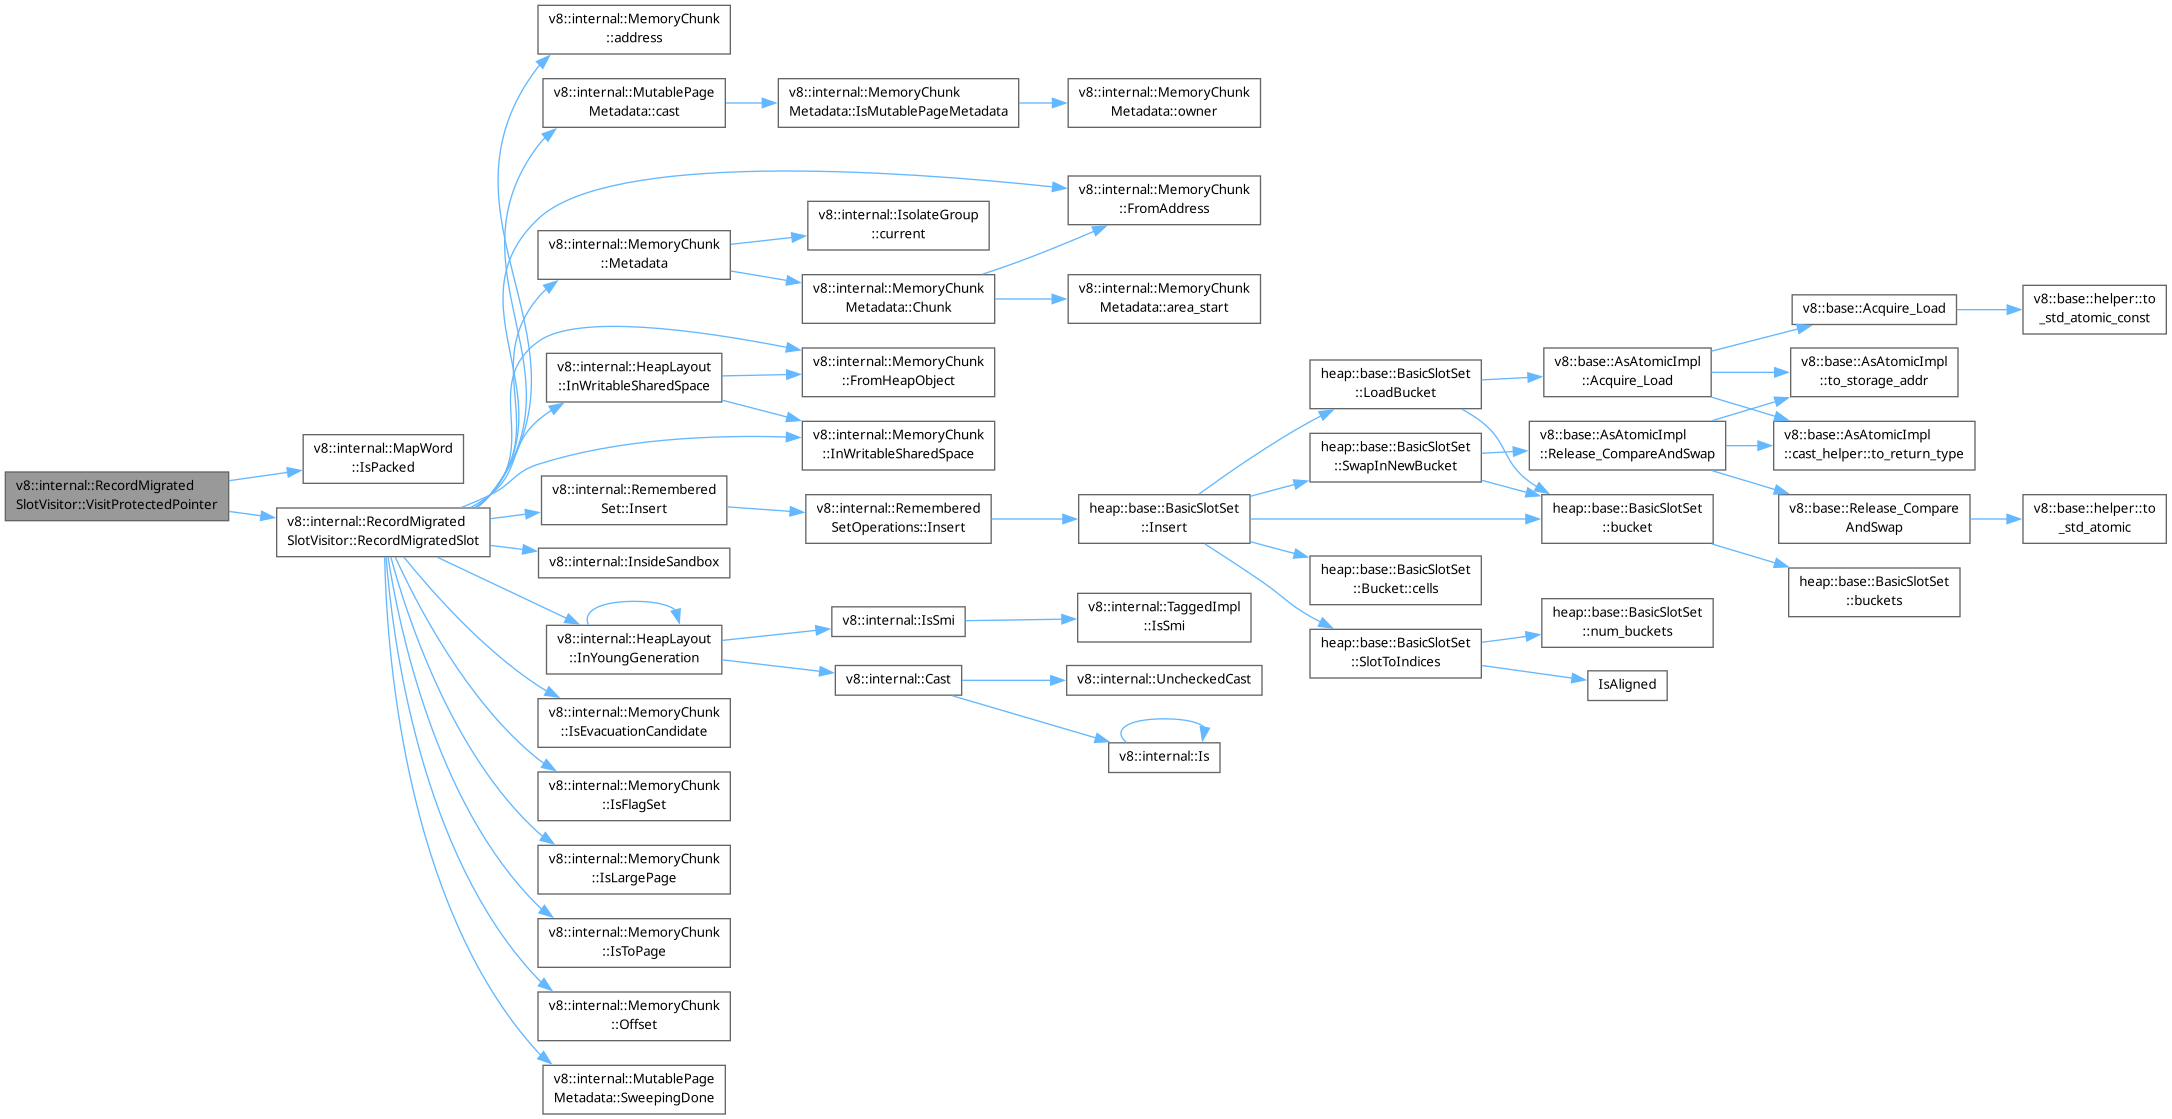 v8::internal::RecordMigrated
SlotVisitor::VisitProtectedPointer
v8::internal::MapWord
::IsPacked
v8::internal::RecordMigrated
SlotVisitor::RecordMigratedSlot
v8::internal::MemoryChunk
::address
v8::internal::MutablePage
Metadata::cast
v8::internal::MemoryChunk
Metadata::IsMutablePageMetadata
v8::internal::MemoryChunk
Metadata::owner
v8::internal::MemoryChunk
::FromAddress
v8::internal::MemoryChunk
::Metadata
v8::internal::IsolateGroup
::current
v8::internal::MemoryChunk
Metadata::Chunk
v8::internal::MemoryChunk
Metadata::area_start
v8::internal::HeapLayout
::InWritableSharedSpace
v8::internal::MemoryChunk
::FromHeapObject
v8::internal::MemoryChunk
::InWritableSharedSpace
v8::internal::Remembered
Set::Insert
v8::internal::Remembered
SetOperations::Insert
heap::base::BasicSlotSet
::Insert
heap::base::BasicSlotSet
::LoadBucket
heap::base::BasicSlotSet
::SwapInNewBucket
v8::base::AsAtomicImpl
::Acquire_Load
v8::base::AsAtomicImpl
::Release_CompareAndSwap
v8::base::Acquire_Load
v8::base::helper::to
_std_atomic_const
v8::base::AsAtomicImpl
::to_storage_addr
v8::base::AsAtomicImpl
::cast_helper::to_return_type
v8::base::Release_Compare
AndSwap
v8::base::helper::to
_std_atomic
heap::base::BasicSlotSet
::bucket
heap::base::BasicSlotSet
::buckets
heap::base::BasicSlotSet
::Bucket::cells
heap::base::BasicSlotSet
::SlotToIndices
heap::base::BasicSlotSet
::num_buckets
IsAligned
v8::internal::InsideSandbox
v8::internal::HeapLayout
::InYoungGeneration
v8::internal::IsSmi
v8::internal::TaggedImpl
::IsSmi
v8::internal::Cast
v8::internal::UncheckedCast
v8::internal::Is
v8::internal::MemoryChunk
::IsEvacuationCandidate
v8::internal::MemoryChunk
::IsFlagSet
v8::internal::MemoryChunk
::IsLargePage
v8::internal::MemoryChunk
::IsToPage
v8::internal::MemoryChunk
::Offset
v8::internal::MutablePage
Metadata::SweepingDone